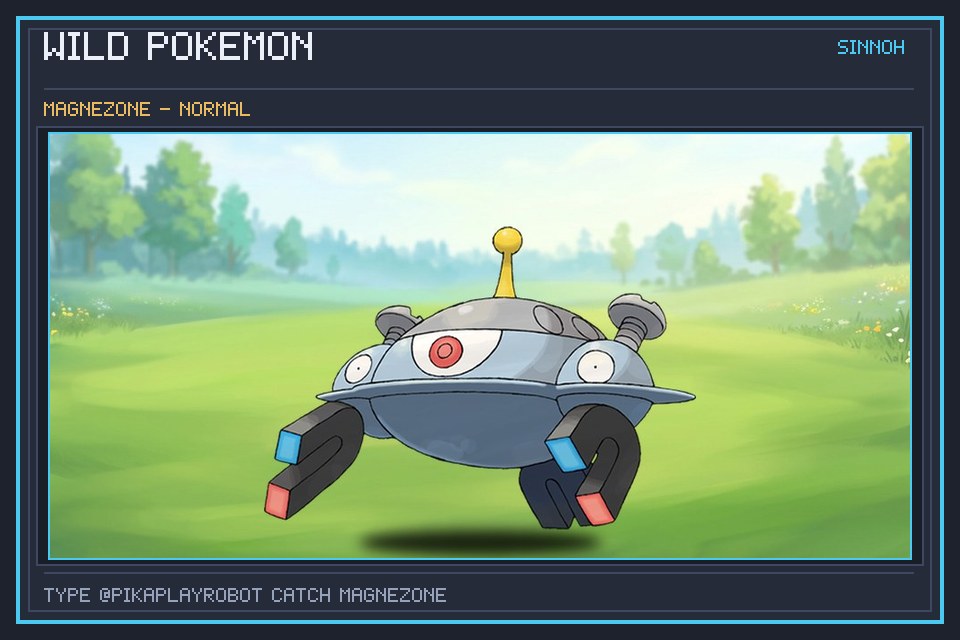 WILD POKEMON
SINNOH
MAGNEZONE - NORMAL
TYPE @PIKAPLAYROBOT CATCH MAGNEZONE